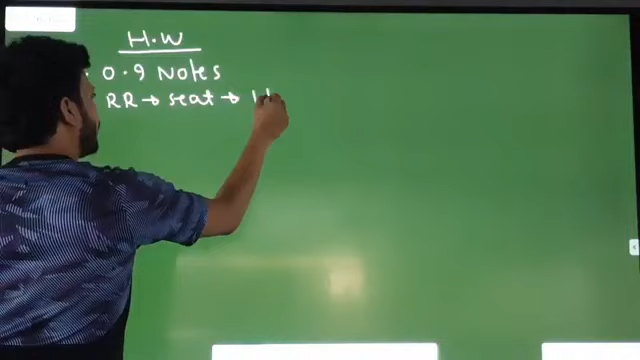 H.W
0.9 Notes
RR → seat →